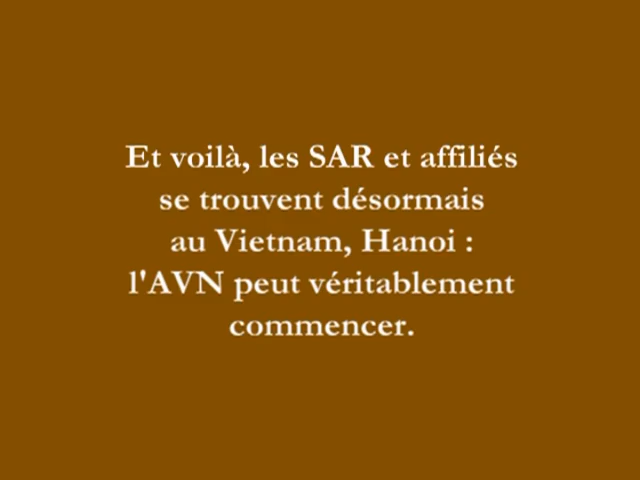 Et voilà, les SAR et affiliés
se trouvent désormais
au Vietnam, Hanoi :
l'AVN peut véritablement
commencer.